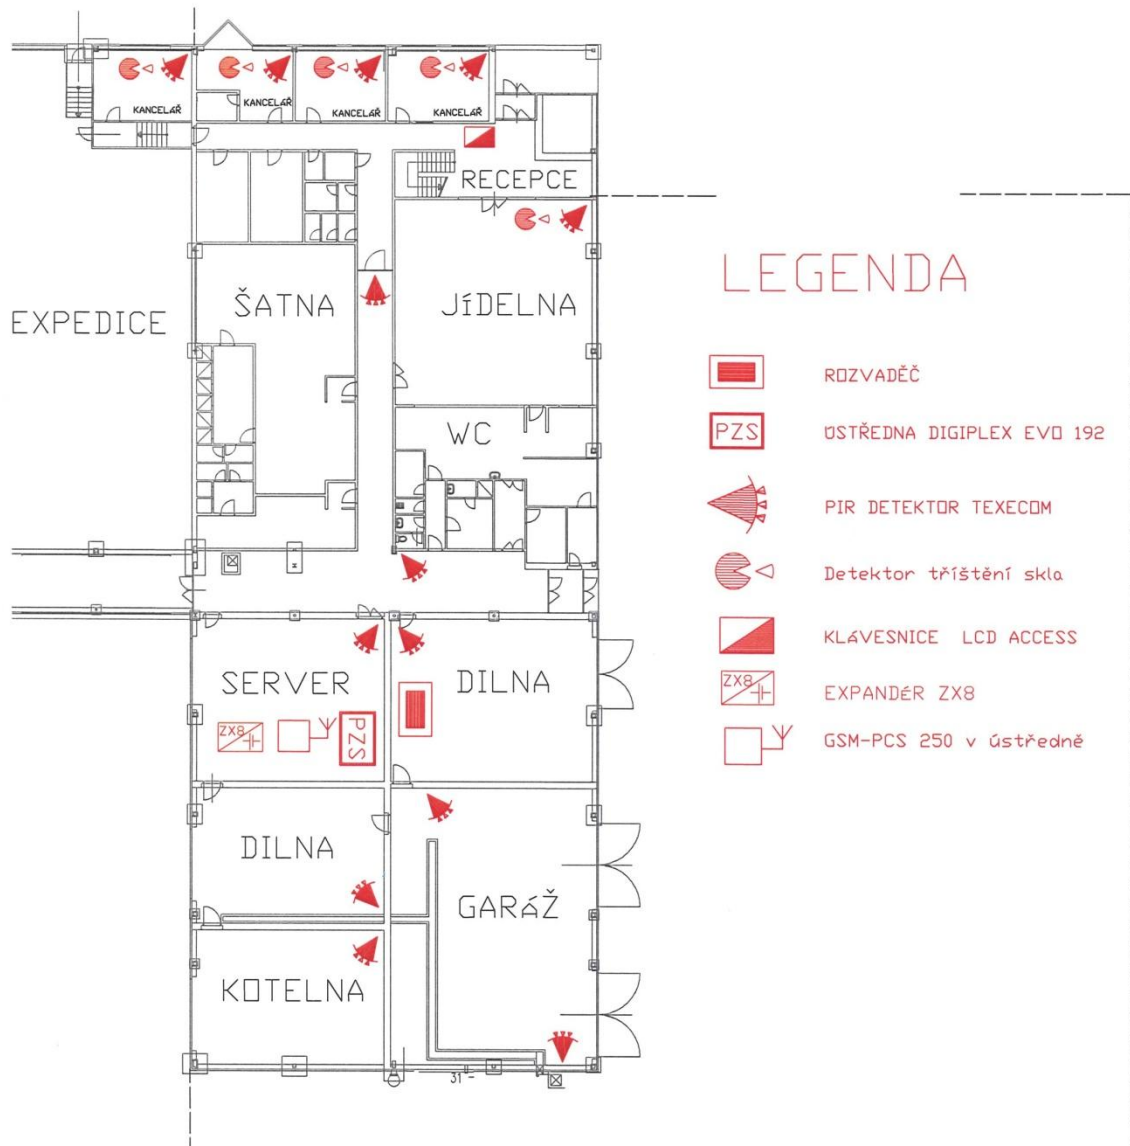 KANCELÁŘ
KANCELÁŘ
KANCELÁŘ
KANCELÁŘ
RECEPCE
EXPEDICE
ŠATNA
JíDELNA
WC
LEGENDA
ROZVADĚČ
PZS
ÚSTŘEDNA DIGIPLEX EVO 192
PIR DETEKTOR TEXECOM
Detektor tříštění skla
KLÁVESNICE LCD ACCESS
ZX8
EXPANDéR ZX8
GSM-PCS 250 v ústředně
SERVER
ZX8
PZS
DILNA
DILNA
GARáŽ
KOTELNA
31